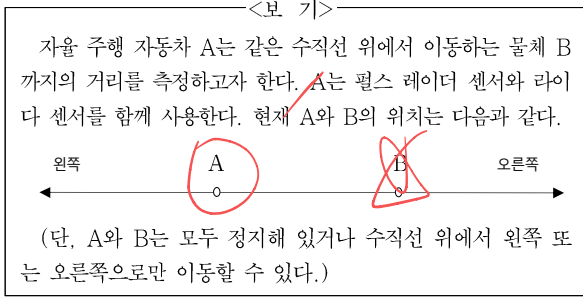 <보 기>
자율 주행 자동차 A는 같은 수직선 위에서 이동하는 물체 B
까지의 거리를 측정하고자 한다. A는 펄스 레이더 센서와 라이
다 센서를 함께 사용한다. 현재 A와 B의 위치는 다음과 같다.
왼쪽 A B 오른쪽
(단, A와 B는 모두 정지해 있거나 수직선 위에서 왼쪽 또
는 오른쪽으로만 이동할 수 있다.)